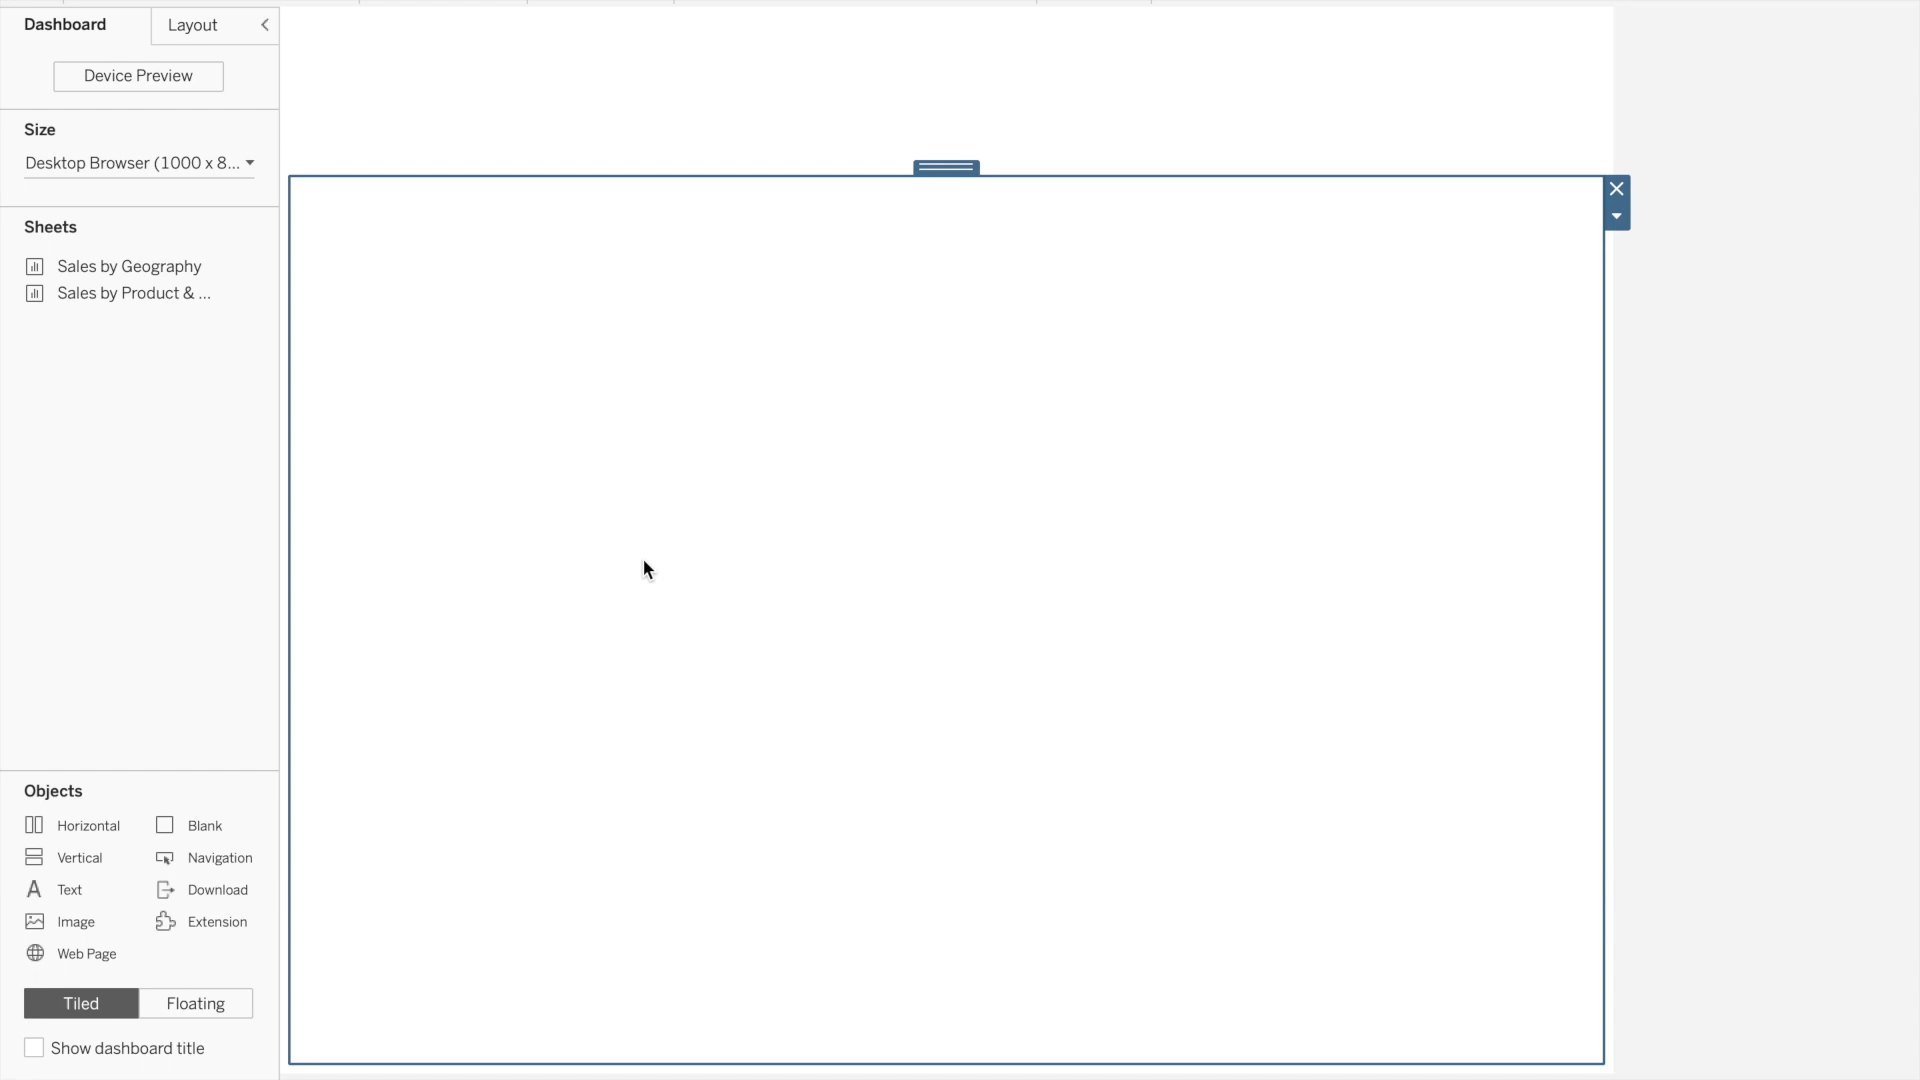 Dashboard
Layout
Device Preview
Size
Desktop Browser (1000 x 8...
Sheets
Sales by Geography
Sales by Product & ...
Objects
Horizontal
Blank
Vertical
Navigation
Text
Download
Image
Extension
Web Page
Tiled
Floating
Show dashboard title